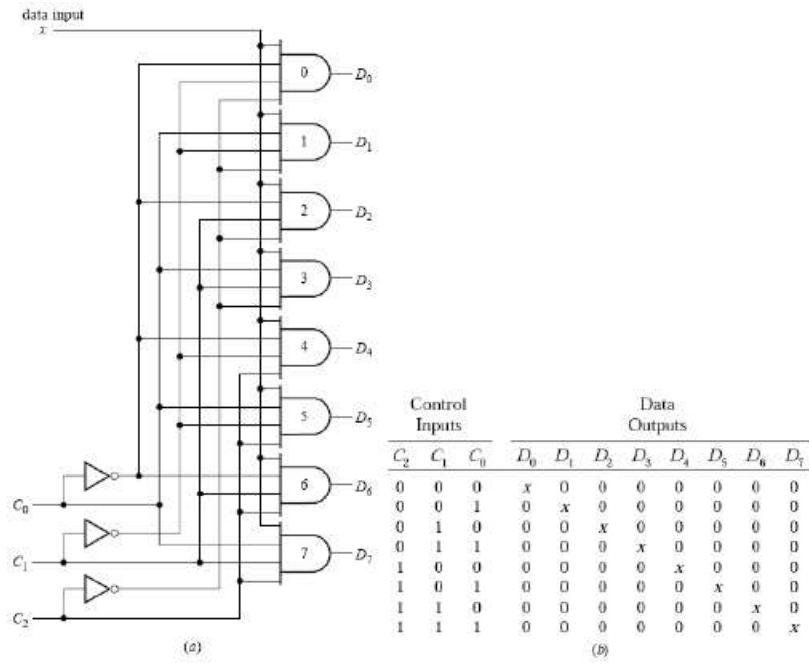 data input
x
0 D0
1 D1
2 D2
3 D3
4 D4
5 D5
6 D6
7 D7
C0
C1
C2
(a)
Control Inputs Data Outputs
C2 C1 C0 D0 D1 D2 D3 D4 D5 D6 D7
0 0 0 x 0 0 0 0 0 0 0
0 0 1 0 x 0 0 0 0 0 0
0 1 0 0 0 x 0 0 0 0 0
0 1 1 0 0 0 x 0 0 0 0
1 0 0 0 0 0 0 x 0 0 0
1 0 1 0 0 0 0 0 x 0 0
1 1 0 0 0 0 0 0 0 x 0
1 1 1 0 0 0 0 0 0 0 x
(b)